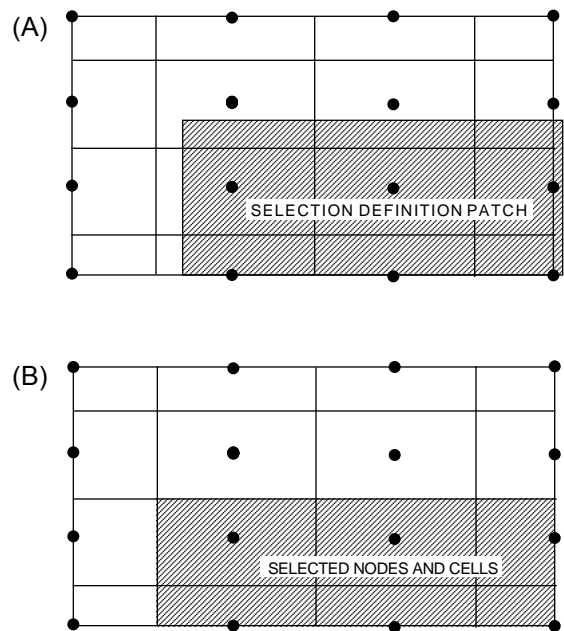 (A)
SELECTION DEFINITION PATCH
(B)
SELECTED NODES AND CELLS